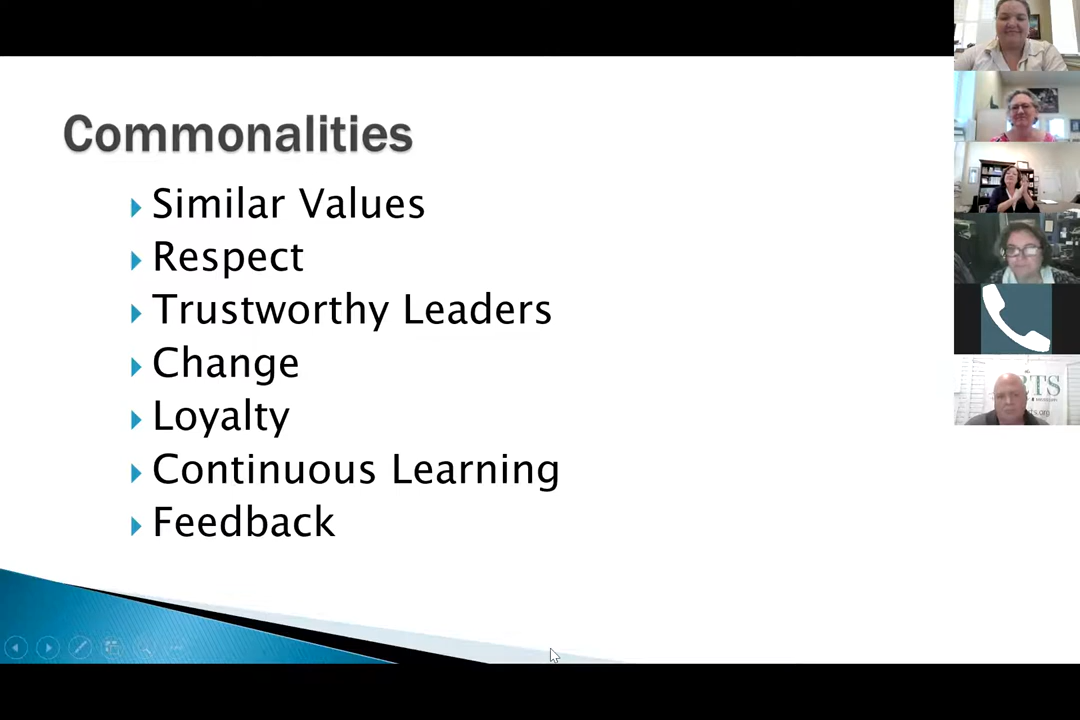 Commonalities
Similar Values
Respect
Trustworthy Leaders
Change
Loyalty
Continuous Learning
Feedback